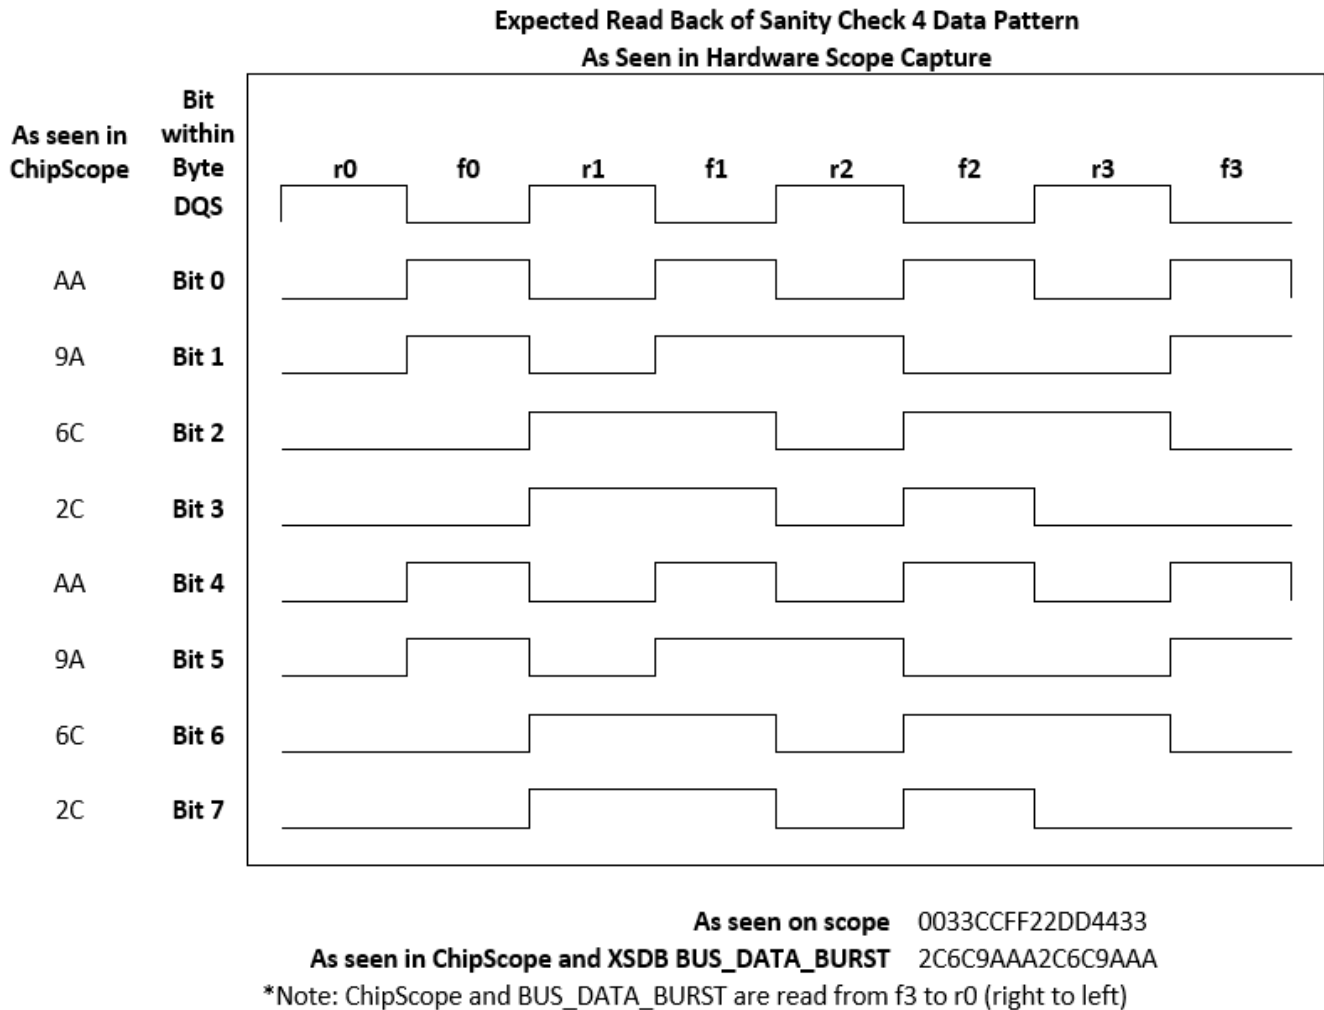 Expected Read Back of Sanity Check 4 Data Pattern
As Seen in Hardware Scope Capture
As seen in
ChipScope
Bit
within
Byte
DQS
r0 f0 r1 f1 r2 f2 r3 f3
AA Bit 0
9A Bit 1
6C Bit 2
2C Bit 3
AA Bit 4
9A Bit 5
6C Bit 6
2C Bit 7
As seen on scope 0033CCFF22DD4433
As seen in ChipScope and XSDB BUS_DATA_BURST 2C6C9AAA2C6C9AAA
*Note: ChipScope and BUS_DATA_BURST are read from f3 to r0 (right to left)